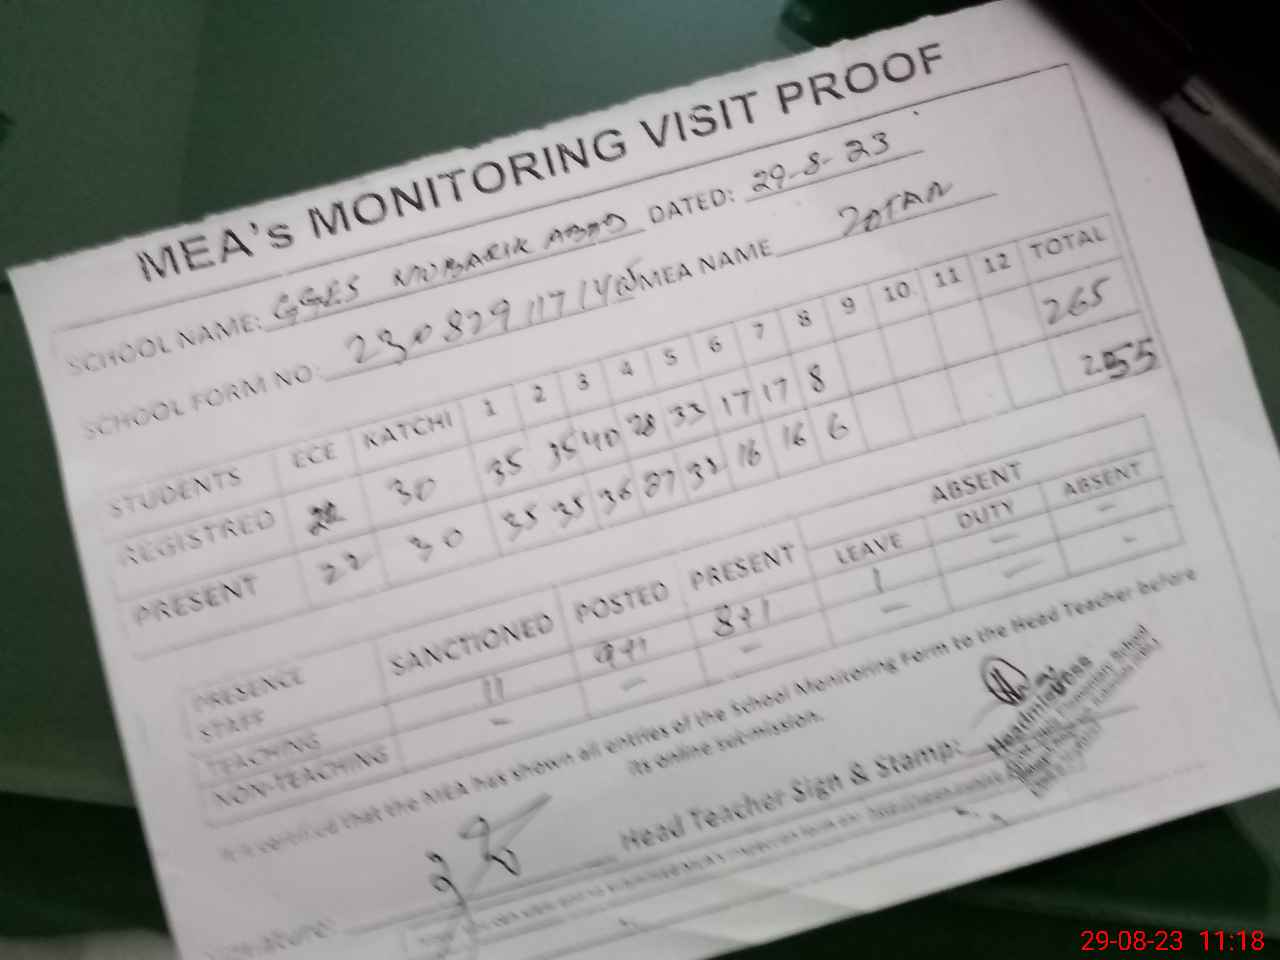 MEA's MONITORING VISIT PROOF
SCHOOL NAME: GGES MUBARIK ABAD DATED: 29-8-23
SCHOOL FORM NO: 230829117140 MEA NAME ZOTAN
STUDENTS ECE KATCHI 1 2 3 4 5 6 7 8 9 10 11 12 TOTAL
REGISTRED 22 30 35 35 40 28 33 17 17 8 265
PRESENT 22 30 35 35 36 27 32 16 16 6 255
PRESENCE SANCTIONED POSTED PRESENT ABSENT
STAFF LEAVE DUTY ABSENT
TEACHING 11 9+1 8+1 1 - -
NON-TEACHING - - - - - -
It is certified that the MEA has shown all entries of the School Monitoring Form to the Head Teacher before
its online submission.
Head Teacher Sign & Stamp:
Headmistress
29-08-23 11:18